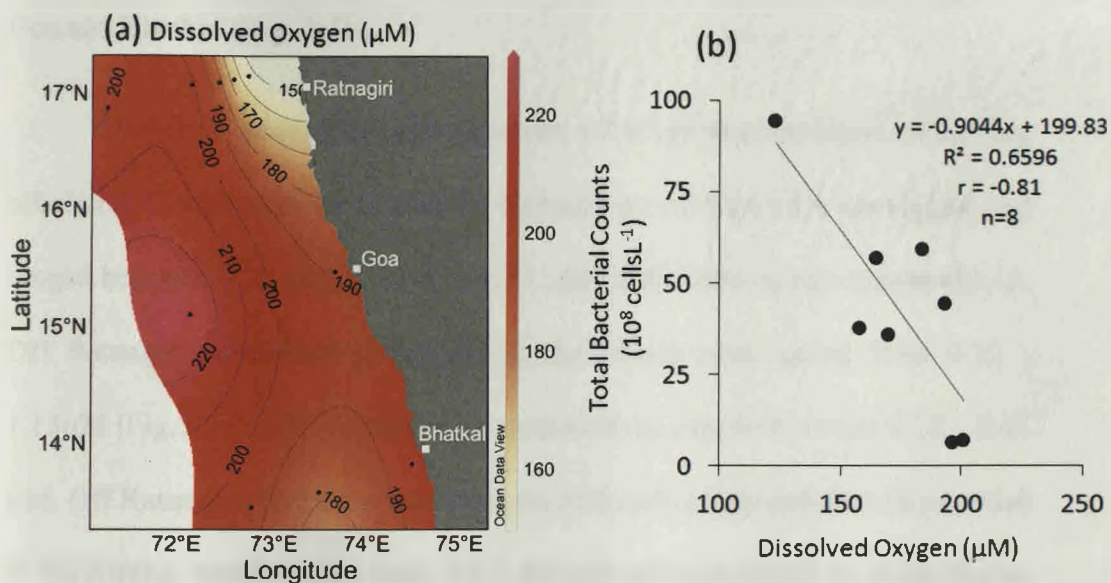 (a) Dissolved Oxygen (µM)
17°N
16°N
15°N
14°N
Latitude
72°E 73°E 74°E 75°E
Longitude
Ratnagiri
Goa
Bhatkal
200
190
170
150
180
200
210
200
190
220
200
180
190
220
200
180
160
Ocean Data View
(b)
Total Bacterial Counts
(10⁸ cellsL⁻¹)
100
75
50
25
0
y = -0.9044x + 199.83
R² = 0.6596
r = -0.81
n=8
100 150 200 250
Dissolved Oxygen (µM)